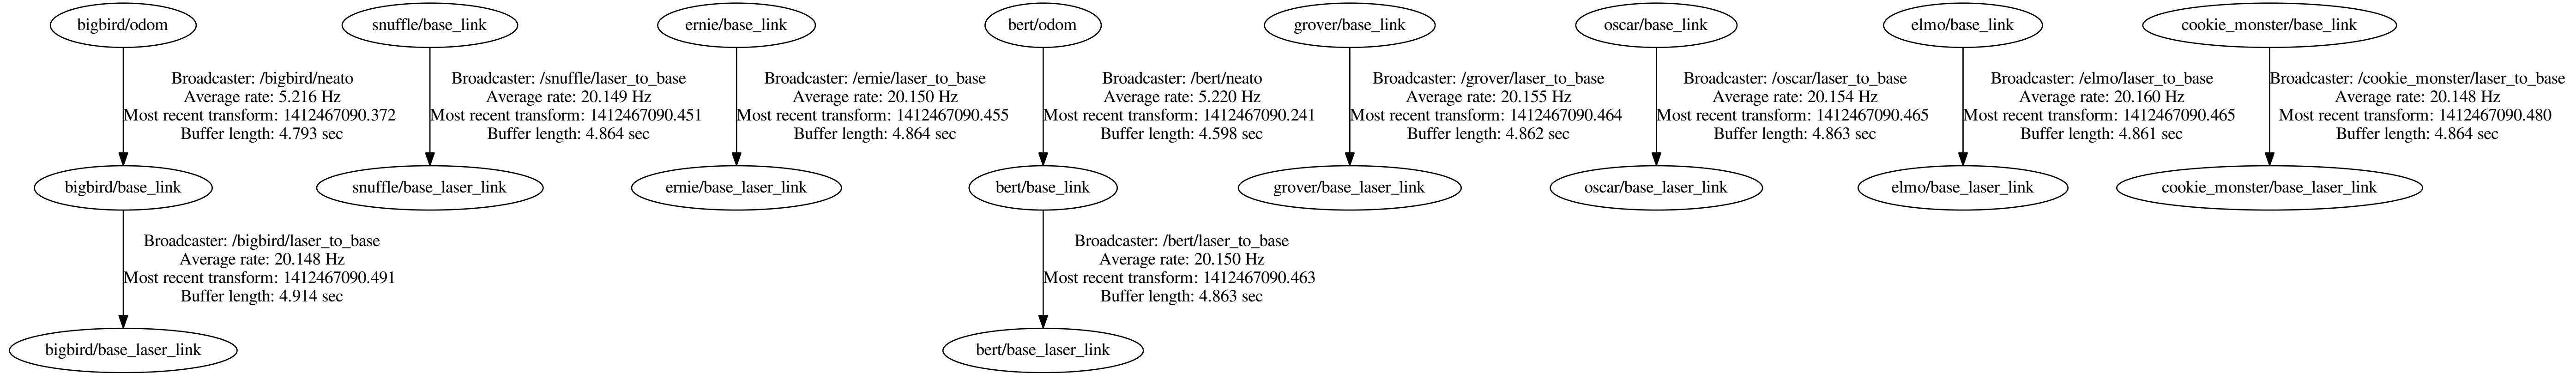 bigbird/odom
snuffle/base_link
ernie/base_link
bert/odom
grover/base_link
oscar/base_link
elmo/base_link
cookie_monster/base_link
Broadcaster: /bigbird/neato
Average rate: 5.216 Hz
Most recent transform: 1412467090.372
Buffer length: 4.793 sec
Broadcaster: /snuffle/laser_to_base
Average rate: 20.149 Hz
Most recent transform: 1412467090.451
Buffer length: 4.864 sec
Broadcaster: /ernie/laser_to_base
Average rate: 20.150 Hz
Most recent transform: 1412467090.455
Buffer length: 4.864 sec
Broadcaster: /bert/neato
Average rate: 5.220 Hz
Most recent transform: 1412467090.241
Buffer length: 4.598 sec
Broadcaster: /grover/laser_to_base
Average rate: 20.155 Hz
Most recent transform: 1412467090.464
Buffer length: 4.862 sec
Broadcaster: /oscar/laser_to_base
Average rate: 20.154 Hz
Most recent transform: 1412467090.465
Buffer length: 4.863 sec
Broadcaster: /elmo/laser_to_base
Average rate: 20.160 Hz
Most recent transform: 1412467090.465
Buffer length: 4.861 sec
Broadcaster: /cookie_monster/laser_to_base
Average rate: 20.148 Hz
Most recent transform: 1412467090.480
Buffer length: 4.864 sec
bigbird/base_link
snuffle/base_laser_link
ernie/base_laser_link
bert/base_link
grover/base_laser_link
oscar/base_laser_link
elmo/base_laser_link
cookie_monster/base_laser_link
Broadcaster: /bigbird/laser_to_base
Average rate: 20.148 Hz
Most recent transform: 1412467090.491
Buffer length: 4.914 sec
Broadcaster: /bert/laser_to_base
Average rate: 20.150 Hz
Most recent transform: 1412467090.463
Buffer length: 4.863 sec
bigbird/base_laser_link
bert/base_laser_link